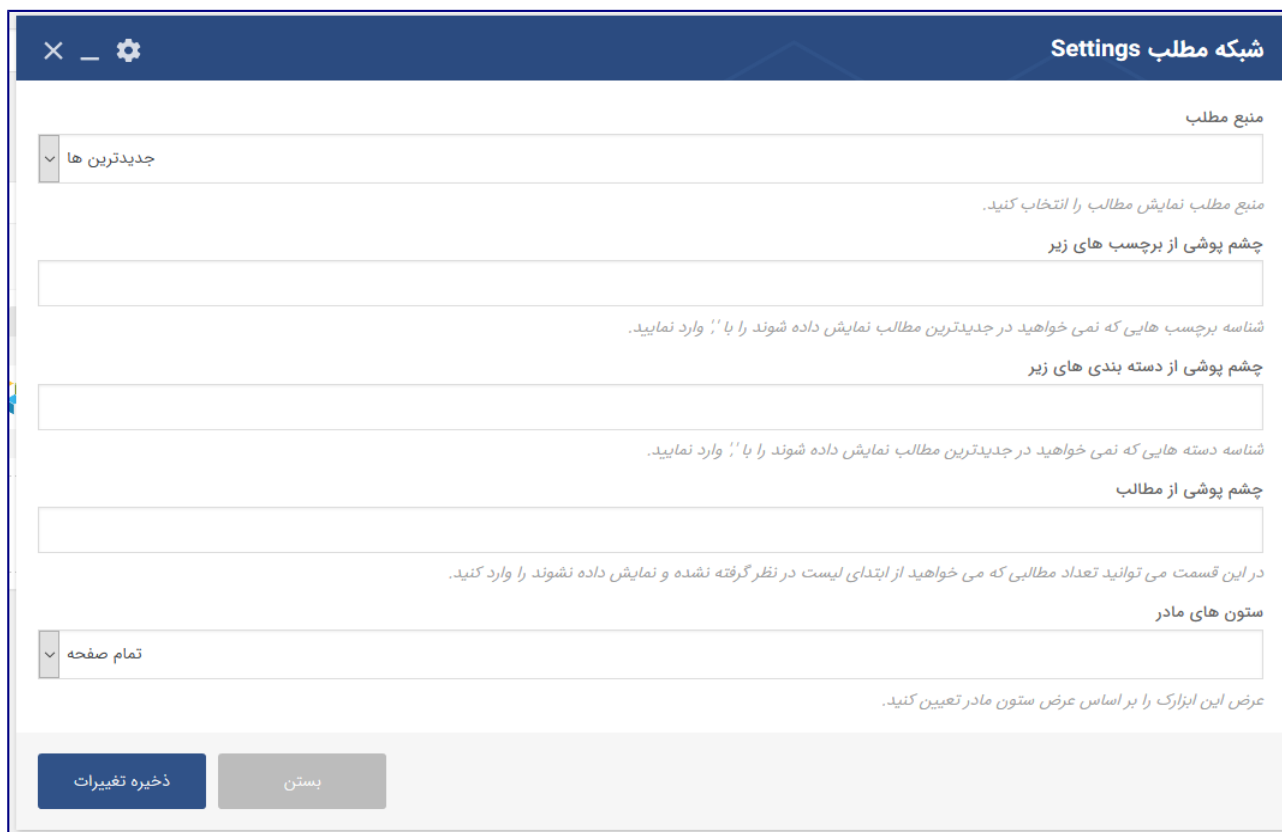 شبکه مطلب Settings
منبع مطلب
جدیدترین ها
منبع مطلب نمایش مطالب را انتخاب کنید.
چشم پوشی از برچسب های زیر
شناسه برچسب هایی که نمی خواهید در جدیدترین مطالب نمایش داده شوند را با ',' وارد نمایید.
چشم پوشی از دسته بندی های زیر
شناسه دسته هایی که نمی خواهید در جدیدترین مطالب نمایش داده شوند را با ',' وارد نمایید.
چشم پوشی از مطالب
در این قسمت می توانید تعداد مطالبی که می خواهید از ابتدای لیست در نظر گرفته نشده و نمایش داده نشوند را وارد کنید.
ستون های مادر
تمام صفحه
عرض این ابزارک را بر اساس عرض ستون مادر تعیین کنید.
بستن
ذخیره تغییرات